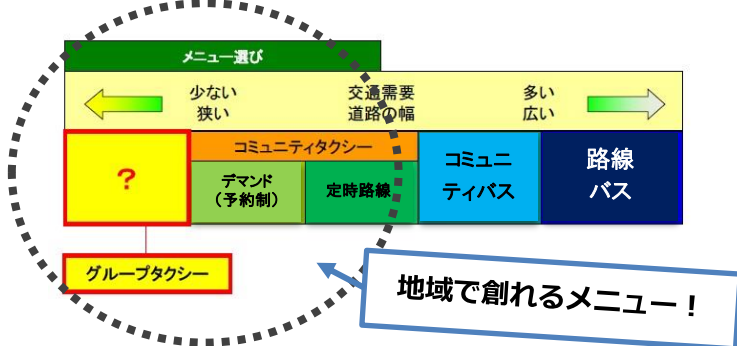 メニュー選び
少ない 交通需要 多い
狭い 道路の幅 広い
?
コミュニティタクシー
デマンド
(予約制)
定時路線
コミュニ
ティバス
路線
バス
グループタクシー
地域で創れるメニュー!